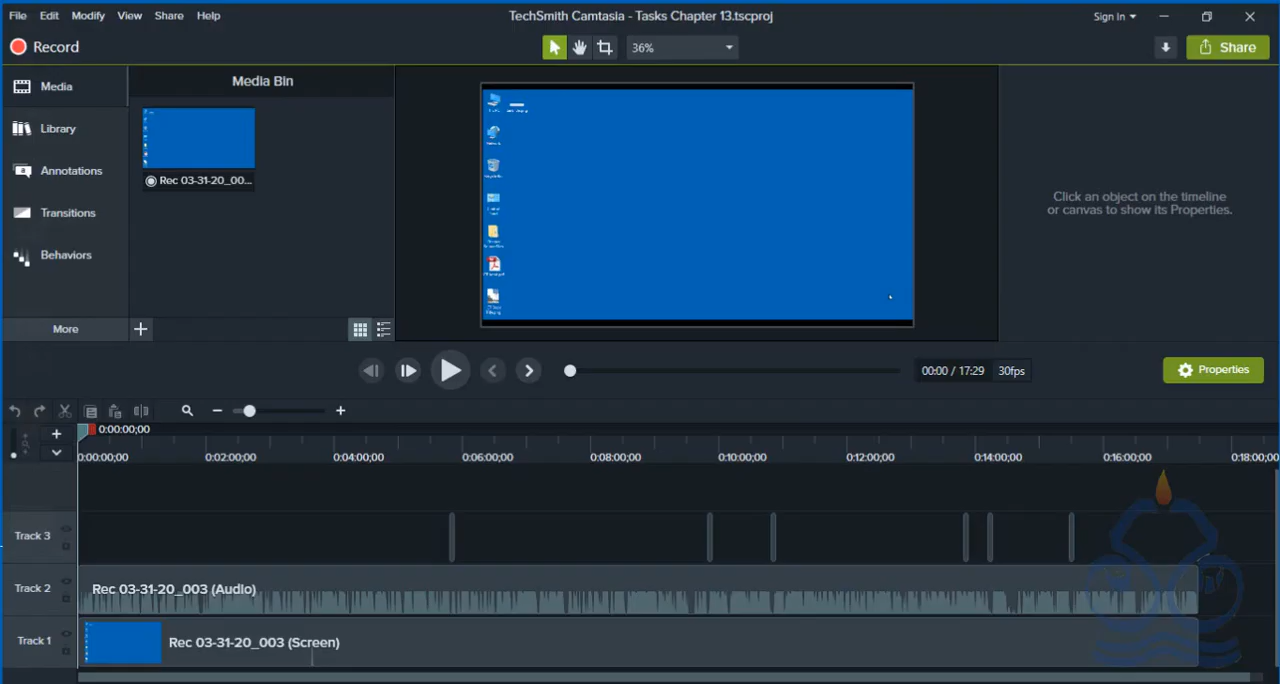 File Edit Modify View Share Help
TechSmith Camtasia - Tasks Chapter 13.tscproj
Sign In
Record
36%
Share
Media
Library
Annotations
Transitions
Behaviors
More
Media Bin
Rec 03-31-20_00...
Click an object on the timeline
or canvas to show its Properties.
00:00 / 17:29 30fps
Properties
0:00:00;00
0:00:00;00 0:02:00;00 0:04:00;00 0:06:00;00 0:08:00;00 0:10:00;00 0:12:00;00 0:14:00;00 0:16:00;00 0:18:00;00
Track 3
Track 2
Rec 03-31-20_003 (Audio)
Track 1
Rec 03-31-20_003 (Screen)